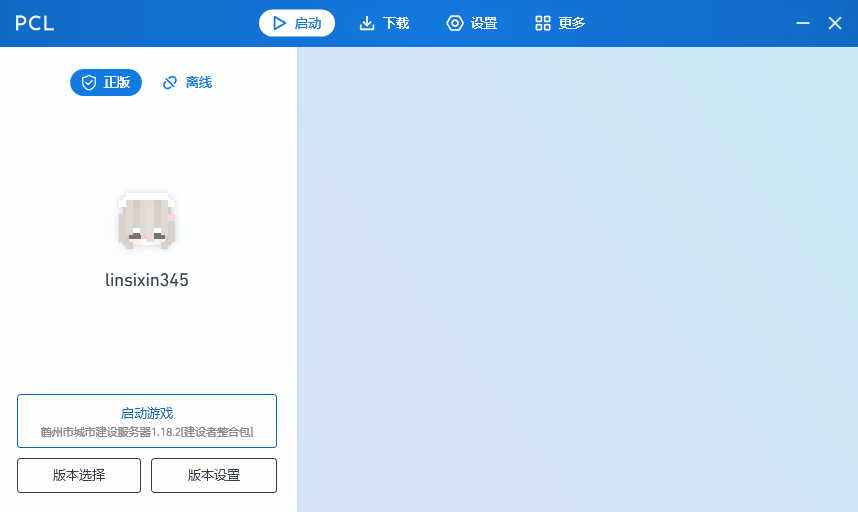 PCL
启动
下载
设置
更多
正版
离线
linsixin345
启动游戏
鹤州市城市建设服务器1.18.2[建设者整合包]
版本选择
版本设置